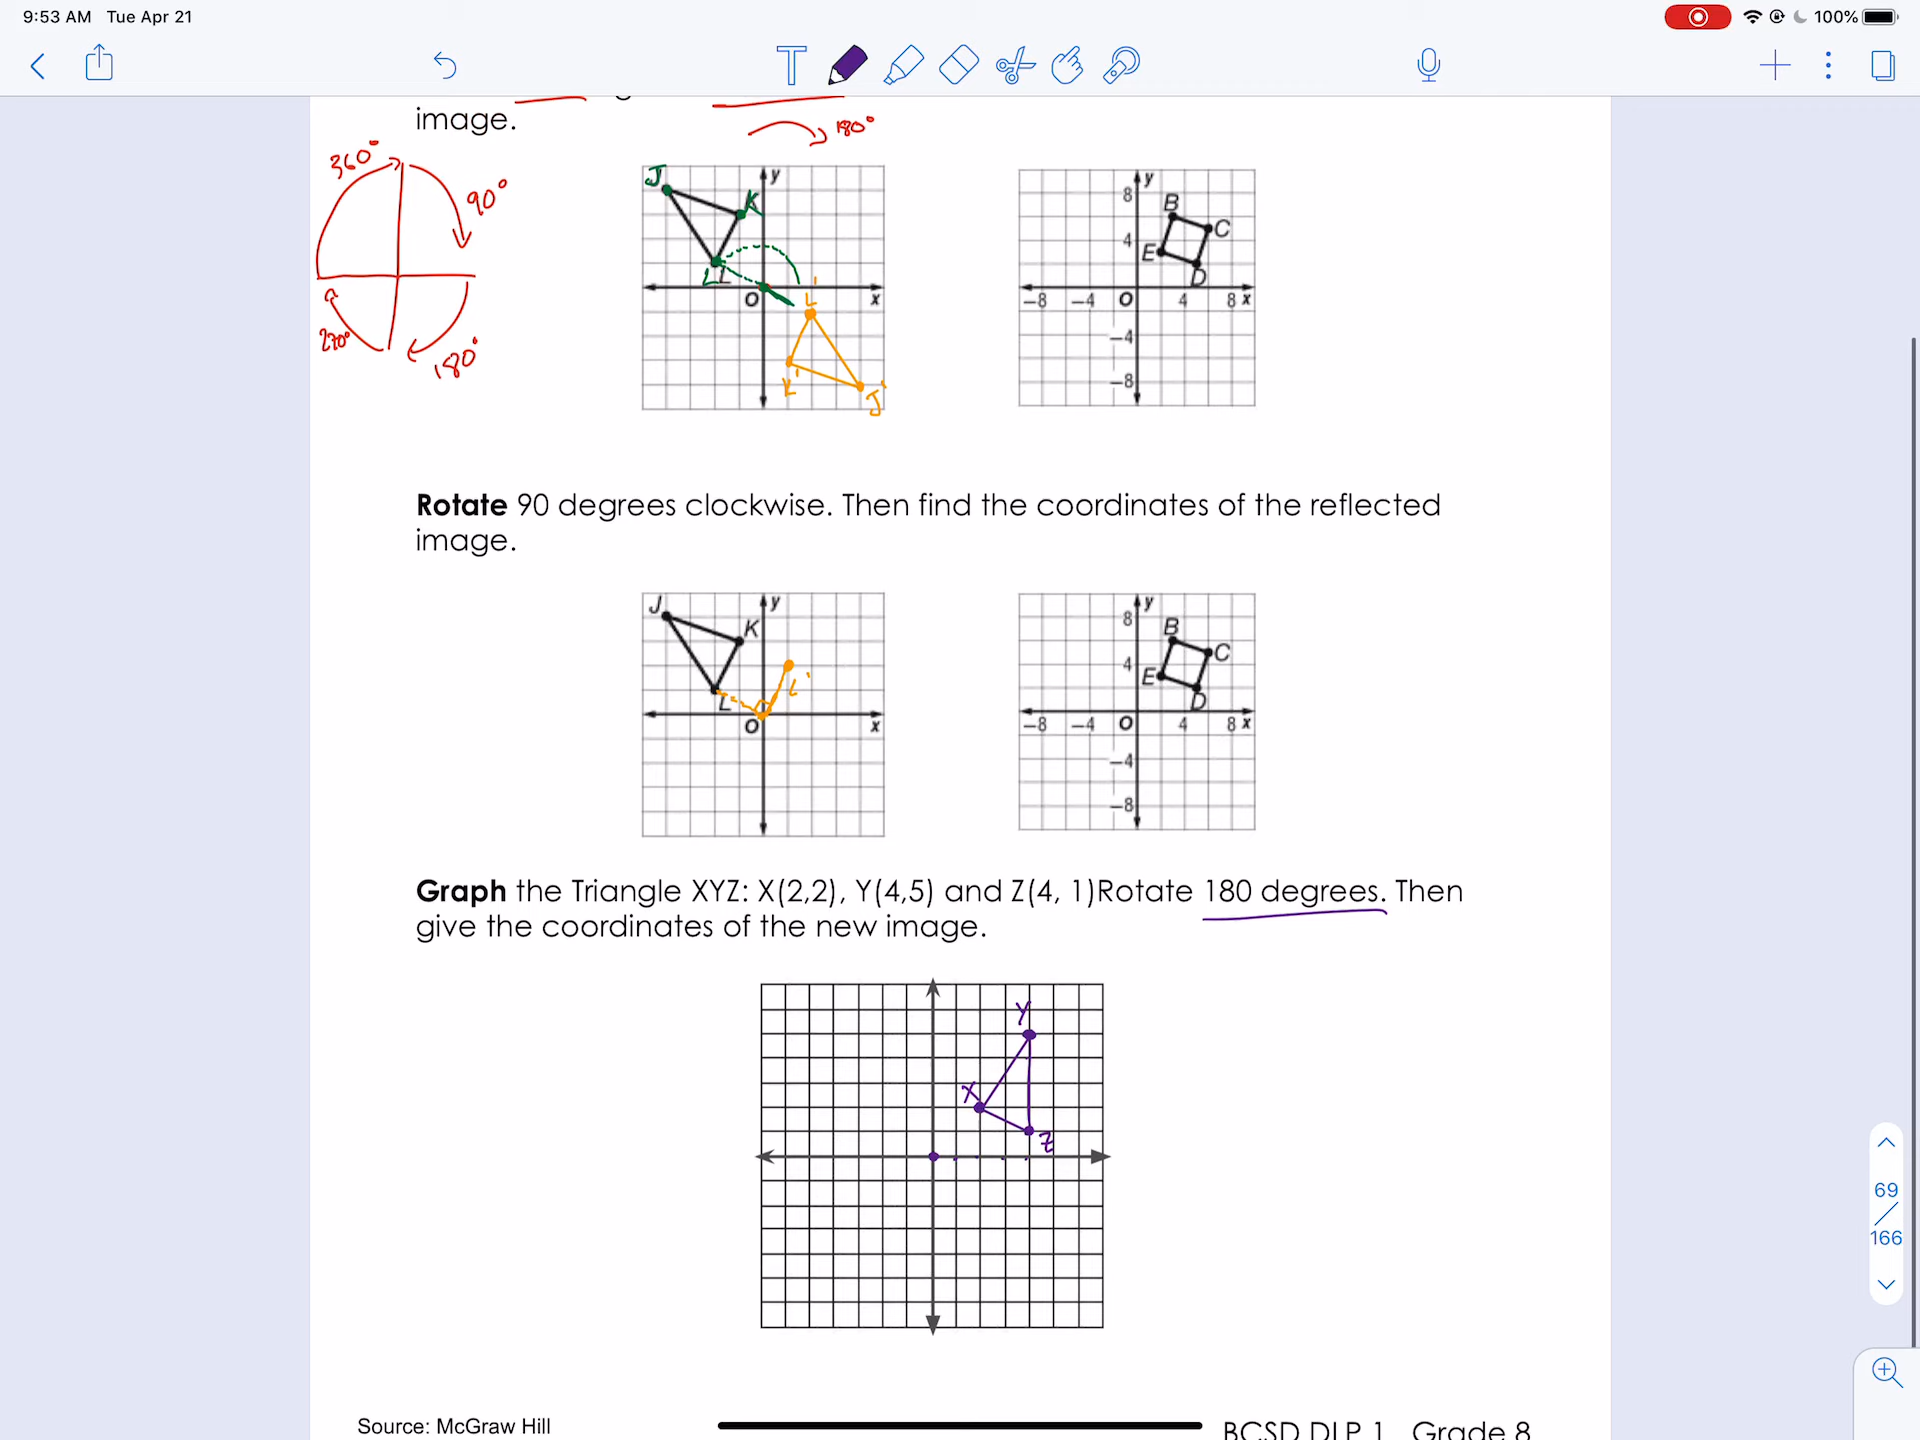 9:53 AM Tue Apr 21
100%
image.
180°
360°
90°
270°
180°
J
K
L
L
y
x
O
L'
K'
J'
y
8
4
B
C
E
D
-8 -4 O 4 8 x
-4
-8
Rotate 90 degrees clockwise. Then find the coordinates of the reflected
image.
J
K
L
y
x
O
L'
y
8
4
B
C
E
D
-8 -4 O 4 8 x
-4
-8
Graph the Triangle XYZ: X(2,2), Y(4,5) and Z(4, 1)Rotate 180 degrees. Then
give the coordinates of the new image.
Y
X
Z
69
166
Source: McGraw Hill
BCSD DLP 1 Grade 8